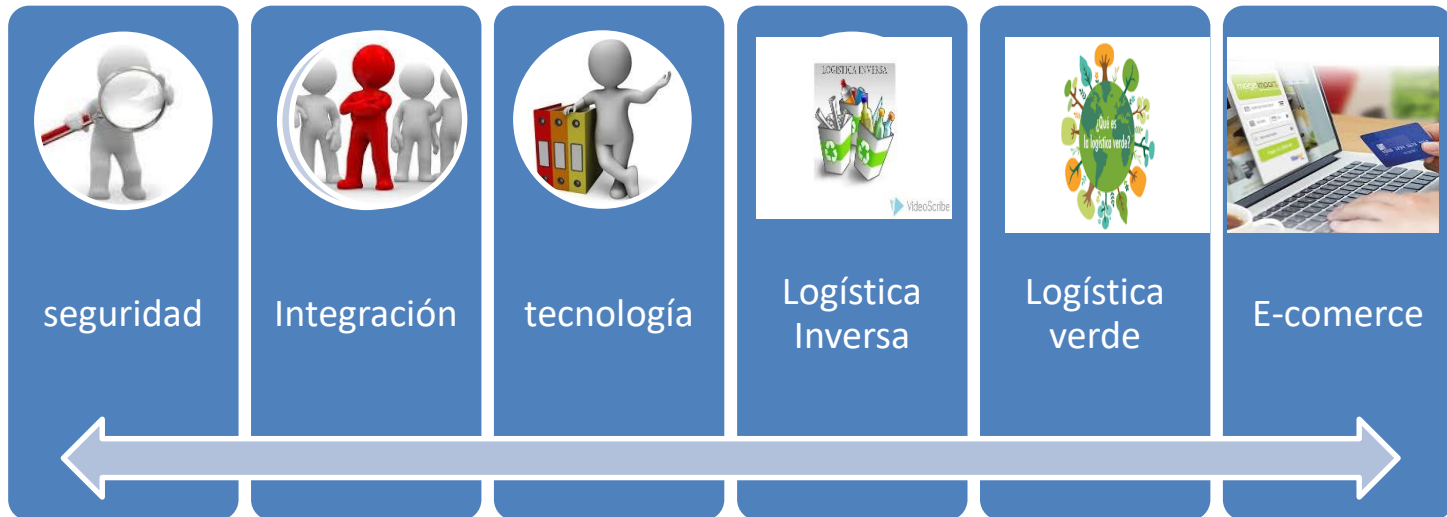 seguridad
Integración
tecnología
LOGISTICA INVERSA
VideoScribe
Logística
Inversa
¿Qué es
la logística verde?
Logística
verde
E-comerce